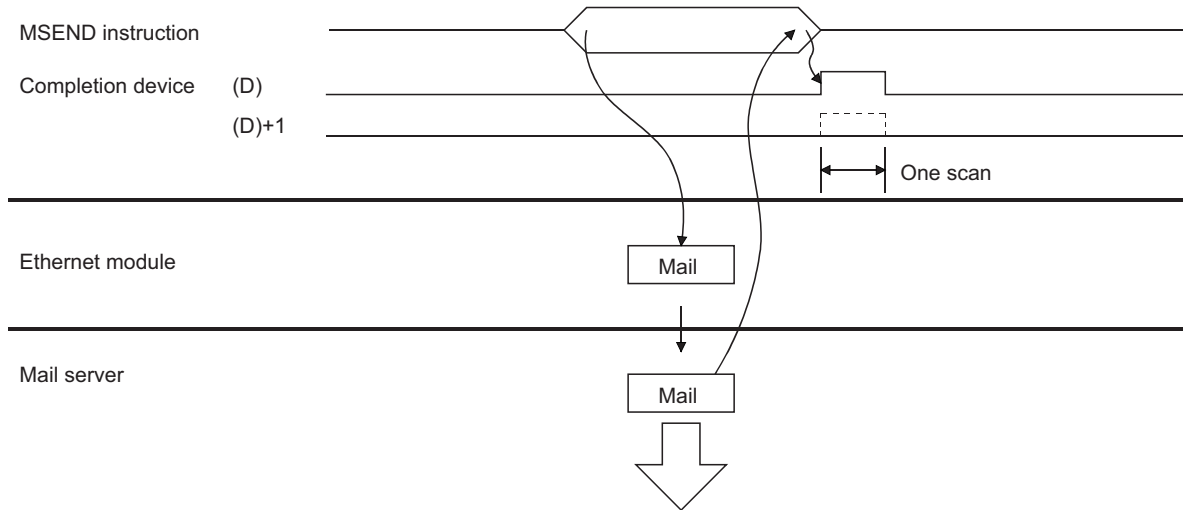 MSEND instruction
Completion device (D)
(D)+1
One scan
Ethernet module
Mail
Mail server
Mail